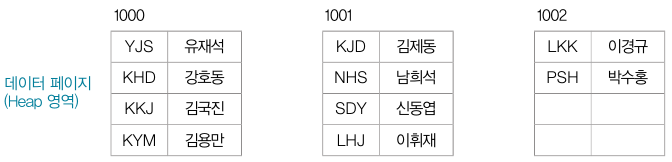 1000 1001 1002
데이터 페이지
(Heap 영역)
YJS 유재석 KJD 김제동 LKK 이경규
KHD 강호동 NHS 남희석 PSH 박수홍
KKJ 김국진 SDY 신동엽
KYM 김용만 LHJ 이휘재